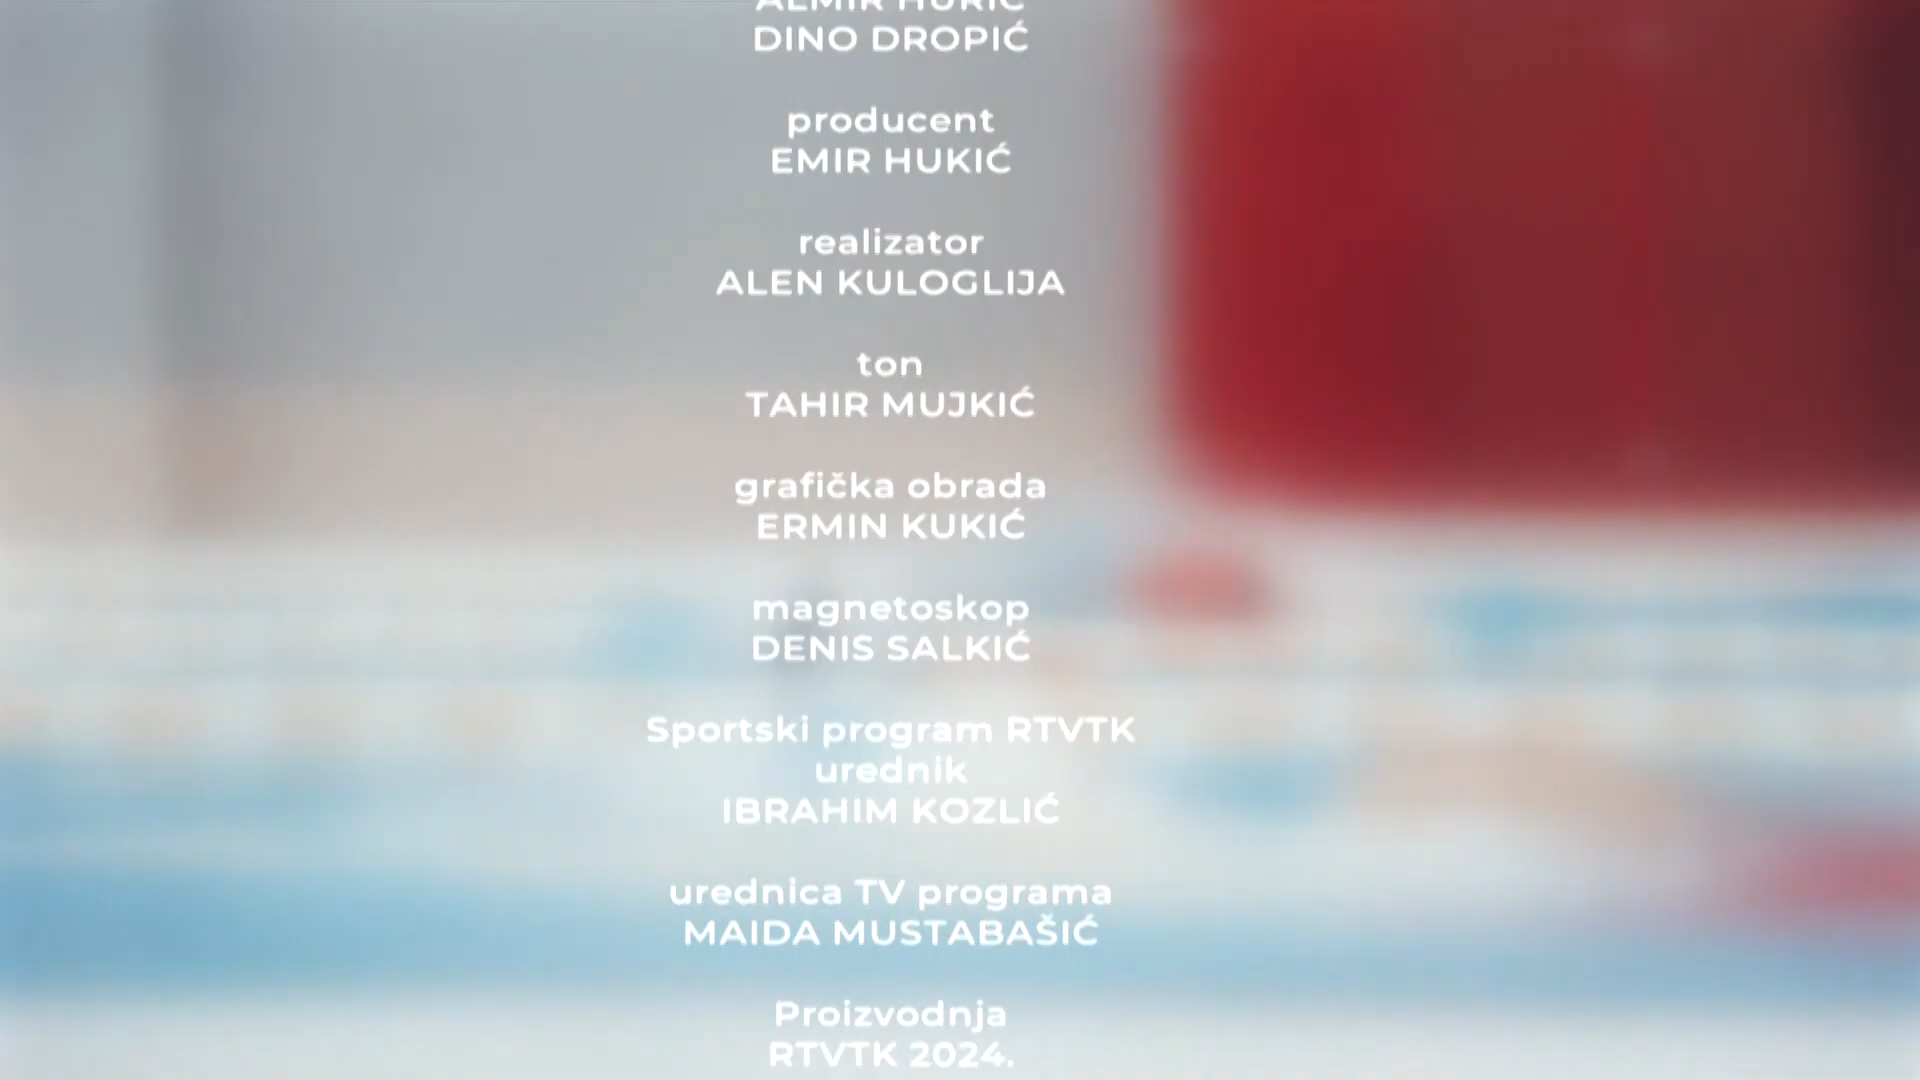 DINO DROPIĆ
producent
EMIR HUKIĆ
realizator
ALEN KULOGLIJA
ton
TAHIR MUJKIĆ
grafička obrada
ERMIN KUKIĆ
magnetoskop
DENIS SALKIĆ
Sportski program RTVTK
urednik
IBRAHIM KOZLIĆ
urednica TV programa
MAIDA MUSTABAŠIĆ
Proizvodnja
RTVTK 2024.